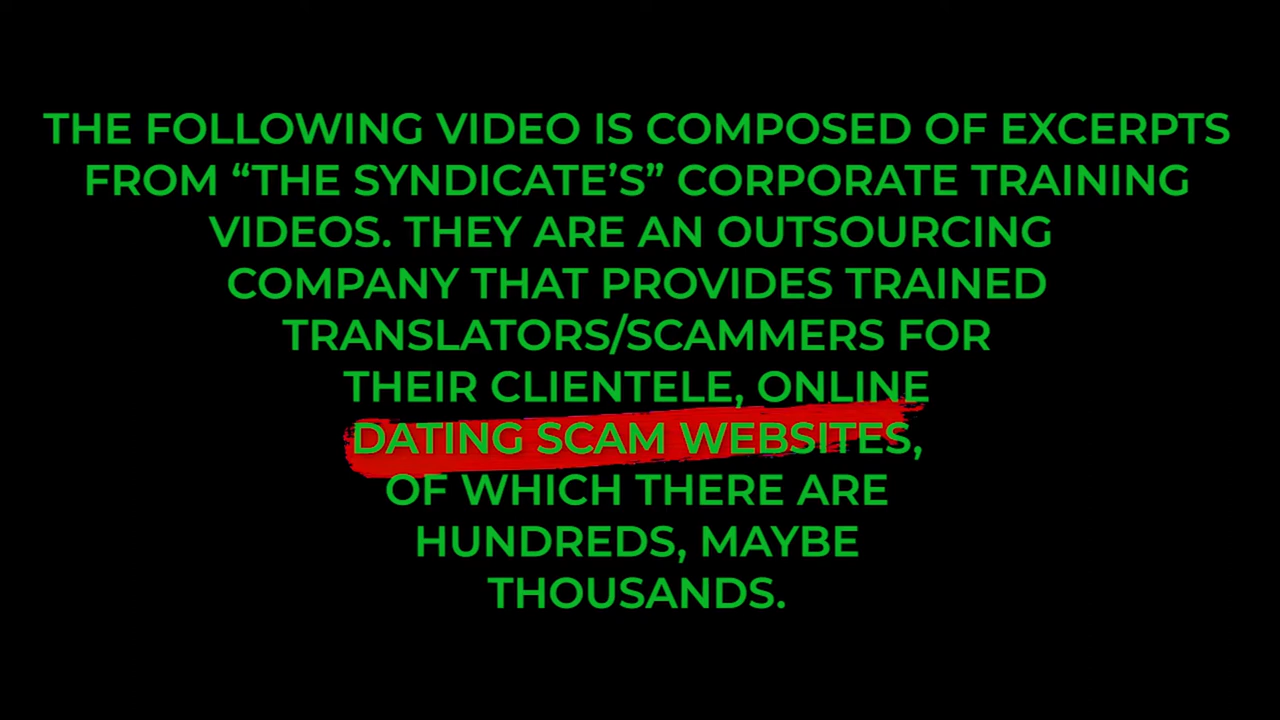 THE FOLLOWING VIDEO IS COMPOSED OF EXCERPTS
FROM “THE SYNDICATE’S” CORPORATE TRAINING
VIDEOS. THEY ARE AN OUTSOURCING
COMPANY THAT PROVIDES TRAINED
TRANSLATORS/SCAMMERS FOR
THEIR CLIENTELE, ONLINE
DATING SCAM WEBSITES,
OF WHICH THERE ARE
HUNDREDS, MAYBE
THOUSANDS.